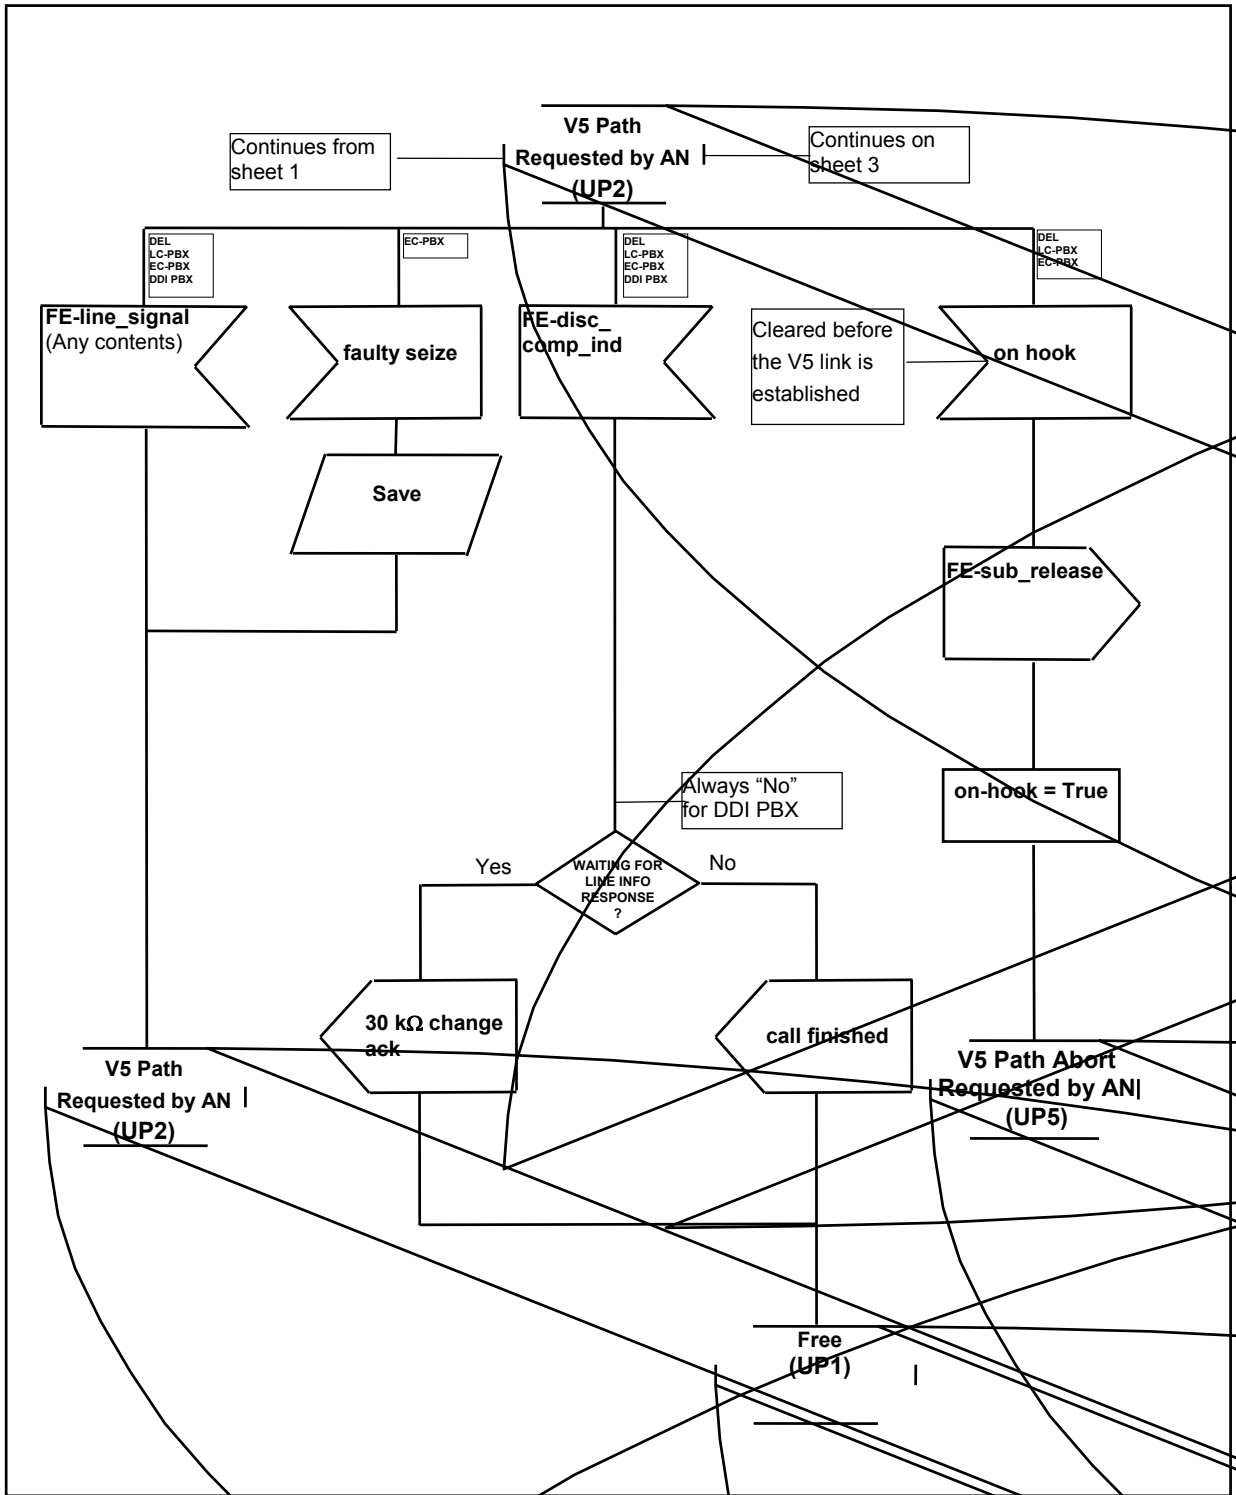 V5 Path
Requested by AN
(UP2)
Continues from
sheet 1
Continues on
sheet 3
DEL
LC-PBX
EC-PBX
DDI PBX
EC-PBX
DEL
LC-PBX
EC-PBX
DDI PBX
DEL
LC-PBX
EC-PBX
FE-line_signal
(Any contents)
faulty seize
FE-disc_
comp_ind
Cleared before
the V5 link is
established
on hook
Save
FE-sub_release
on-hook = True
Always “No”
for DDI PBX
Yes
WAITING FOR
LINE INFO
RESPONSE
?
No
30 kΩ change
ack
call finished
V5 Path
Requested by AN
(UP2)
V5 Path Abort
Requested by AN
(UP5)
Free
(UP1)